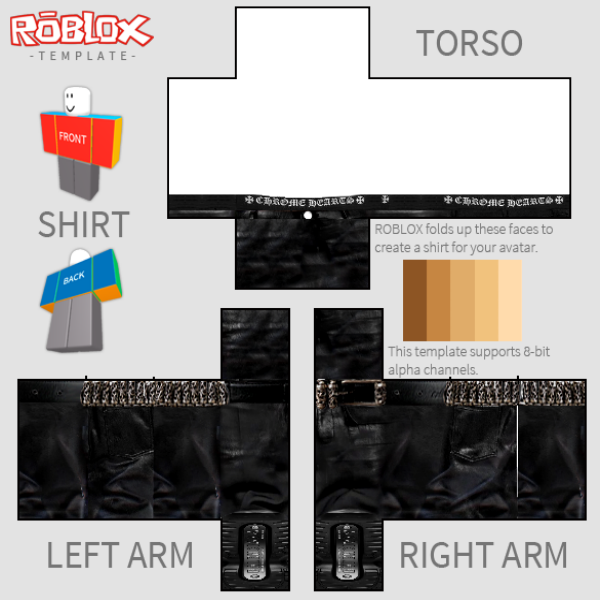 ROBLOX
-TEMPLATE-
TORSO
FRONT
✠CHROME HEARTS✠
✠
✠CHROME HEARTS✠
SHIRT
ROBLOX folds up these faces to
create a shirt for your avatar.
BACK
This template supports 8-bit
alpha channels.
LEFT ARM
RIGHT ARM